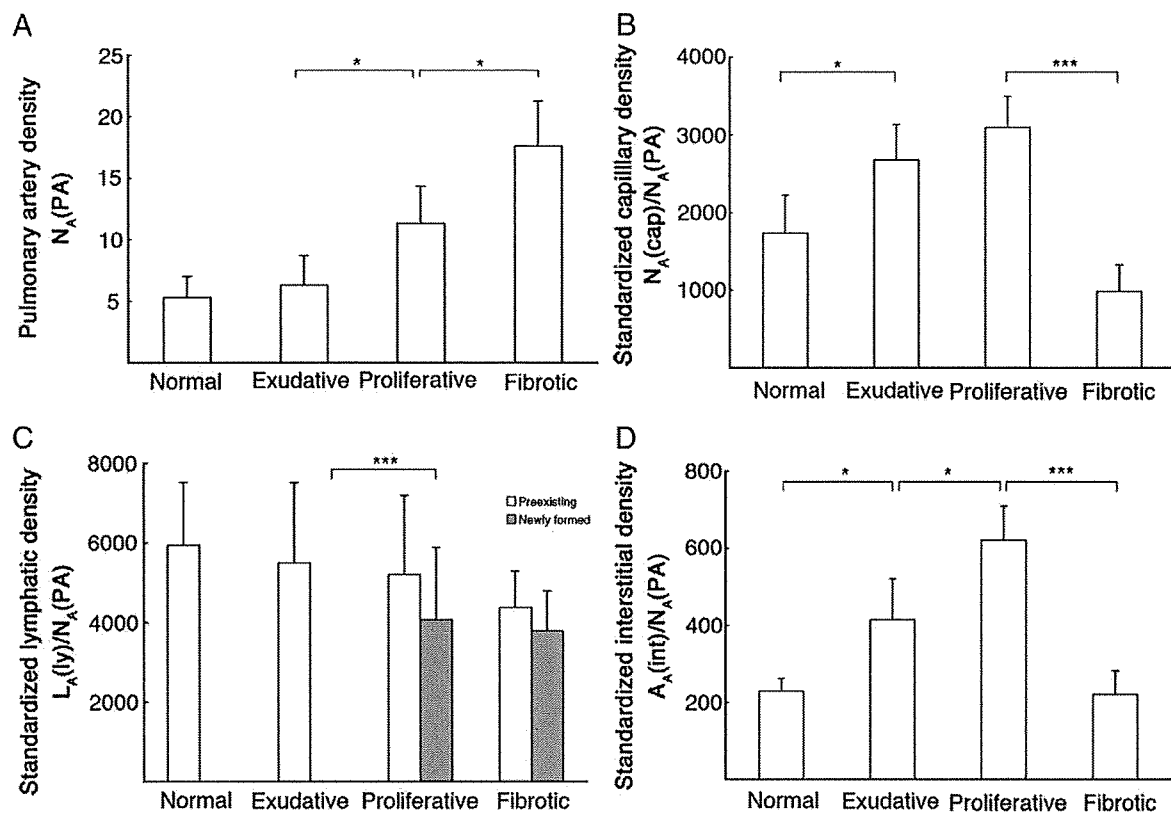 A
Pulmonary artery density
NA(PA)
25
20
15
10
5
*
*
Normal Exudative Proliferative Fibrotic
B
Standardized capilliary density
NA(cap)/NA(PA)
4000
3000
2000
1000
*
***
Normal Exudative Proliferative Fibrotic
C
Standardized lymphatic density
LA(ly)/NA(PA)
8000
6000
4000
2000
***
Preexisting
Newly formed
Normal Exudative Proliferative Fibrotic
D
Standardized interstitial density
AA(int)/NA(PA)
800
600
400
200
*
*
***
Normal Exudative Proliferative Fibrotic